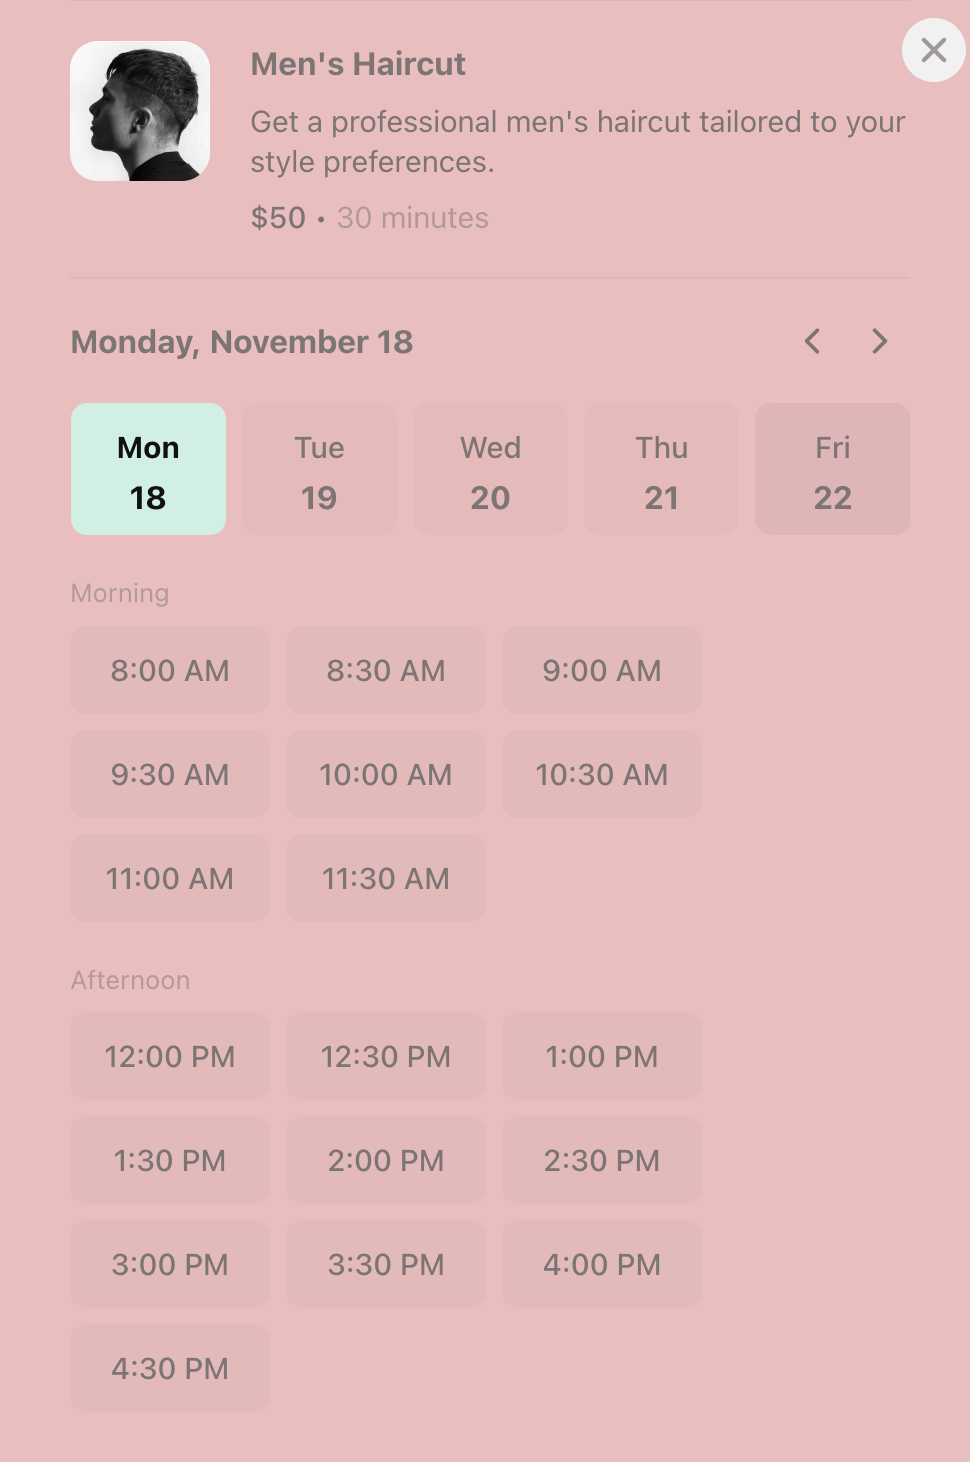 Men's Haircut
Get a professional men's haircut tailored to your
style preferences.
$50 • 30 minutes
Monday, November 18
Mon Tue Wed Thu Fri
18 19 20 21 22
Morning
8:00 AM 8:30 AM 9:00 AM
9:30 AM 10:00 AM 10:30 AM
11:00 AM 11:30 AM
Afternoon
12:00 PM 12:30 PM 1:00 PM
1:30 PM 2:00 PM 2:30 PM
3:00 PM 3:30 PM 4:00 PM
4:30 PM